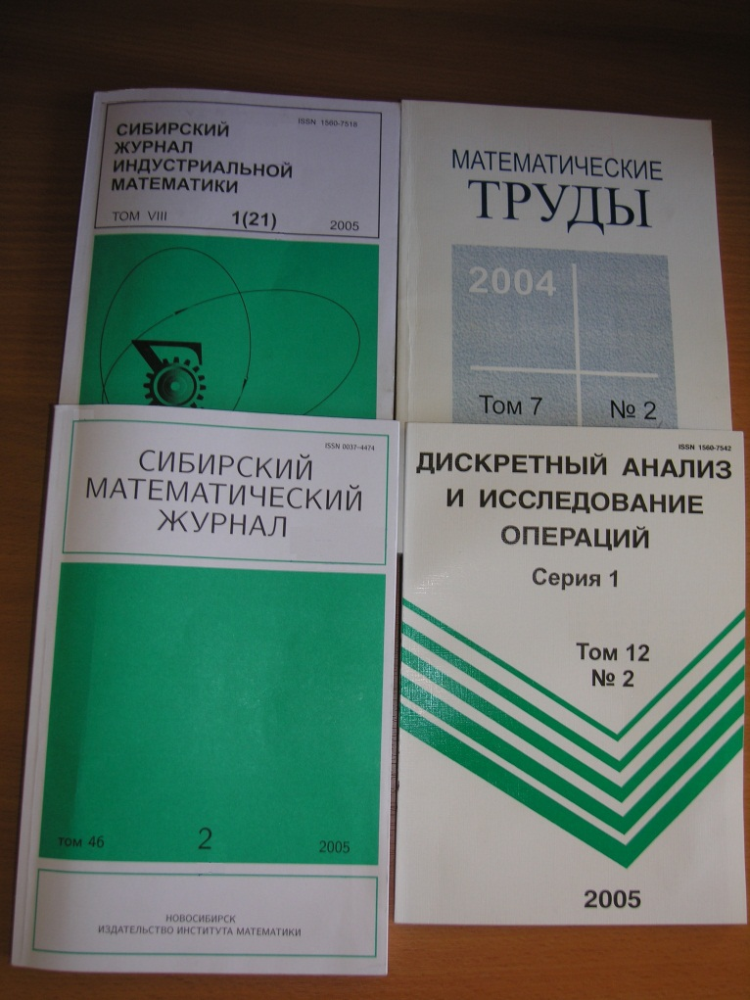 ISSN 1560-7518
СИБИРСКИЙ
ЖУРНАЛ
ИНДУСТРИАЛЬНОЙ
МАТЕМАТИКИ
ТОМ VIII 1(21) 2005
МАТЕМАТИЧЕСКИЕ
ТРУДЫ
2004
Том 7 № 2
ISSN 0037-4474
СИБИРСКИЙ
МАТЕМАТИЧЕСКИЙ
ЖУРНАЛ
том 46 2 2005
НОВОСИБИРСК
ИЗДАТЕЛЬСТВО ИНСТИТУТА МАТЕМАТИКИ
ISSN 1560-7542
ДИСКРЕТНЫЙ АНАЛИЗ
И ИССЛЕДОВАНИЕ
ОПЕРАЦИЙ
Серия 1
Том 12
№ 2
2005